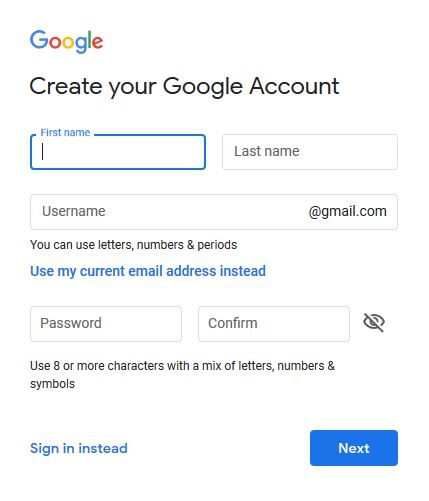 Google
Create your Google Account
First name
Last name
Username @gmail.com
You can use letters, numbers & periods
Use my current email address instead
Password Confirm
Use 8 or more characters with a mix of letters, numbers &
symbols
Sign in instead Next